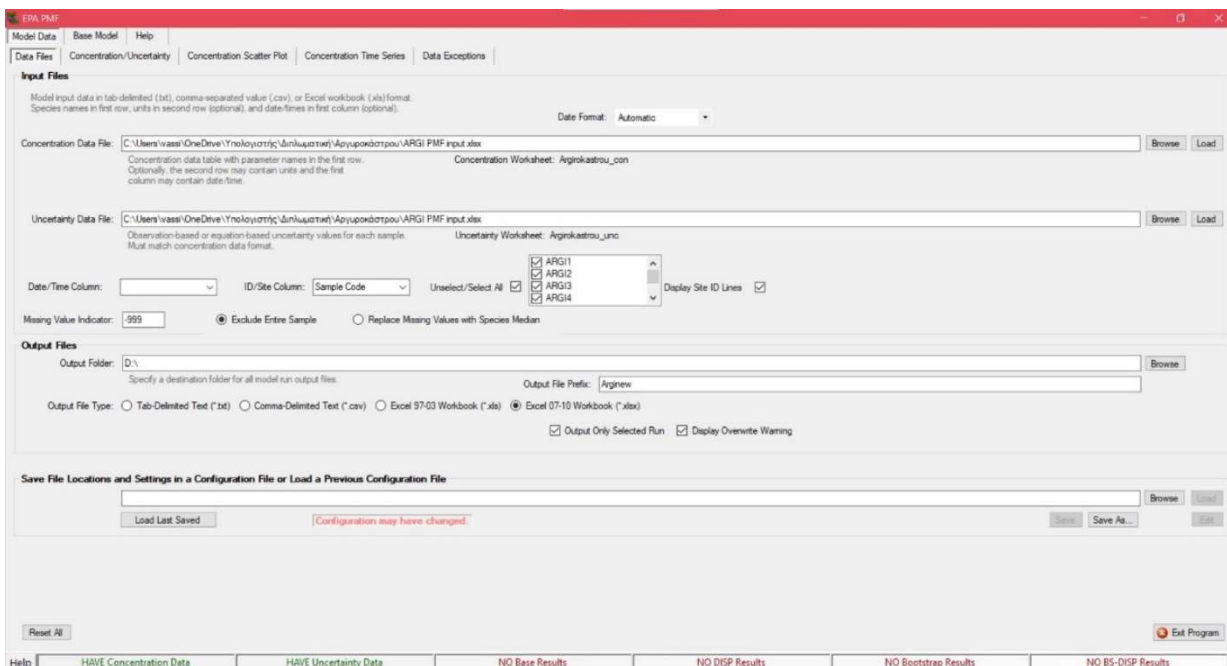 EPA PMF
Model Data Base Model Help
Data Files Concentration/Uncertainty Concentration Scatter Plot Concentration Time Series Data Exceptions
Input Files
Model input data in tab-delimited (.txt), comma-separated value (.csv), or Excel workbook (.xls) format.
Species names in first row, units in second row (optional), and date/times in first column (optional).
Date Format: Automatic
Concentration Data File: C:\Users\vassi\OneDrive\Υπολογιστής\Διπλωματική\Αργυροκάστρου\ARGI PMF input.xlsx Browse Load
Concentration data table with parameter names in the first row. Concentration Worksheet: Argirokastrou_con
Optionally, the second row may contain units and the first
column may contain date/time.
Uncertainty Data File: C:\Users\vassi\OneDrive\Υπολογιστής\Διπλωματική\Αργυροκάστρου\ARGI PMF input.xlsx Browse Load
Observation-based or equation-based uncertainty values for each sample. Uncertainty Worksheet: Argirokastrou_unc
Must match concentration data format.
ARGI1
ARGI2
Date/Time Column: ID/Site Column: Sample Code Unselect/Select All ARGI3 Display Site ID Lines
ARGI4
Missing Value Indicator: -999 Exclude Entire Sample Replace Missing Values with Species Median
Output Files
Output Folder: D:\ Browse
Specify a destination folder for all model run output files. Output File Prefix: Arginew
Output File Type: Tab-Delimited Text (*.txt) Comma-Delimited Text (*.csv) Excel 97-03 Workbook (*.xls) Excel 07-10 Workbook (*.xlsx)
Output Only Selected Run Display Overwrite Warning
Save File Locations and Settings in a Configuration File or Load a Previous Configuration File
Browse Load
Load Last Saved Configuration may have changed. Save Save As... Edit
Reset All Exit Program
Help HAVE Concentration Data HAVE Uncertainty Data NO Base Results NO DISP Results NO Bootstrap Results NO BS-DISP Results